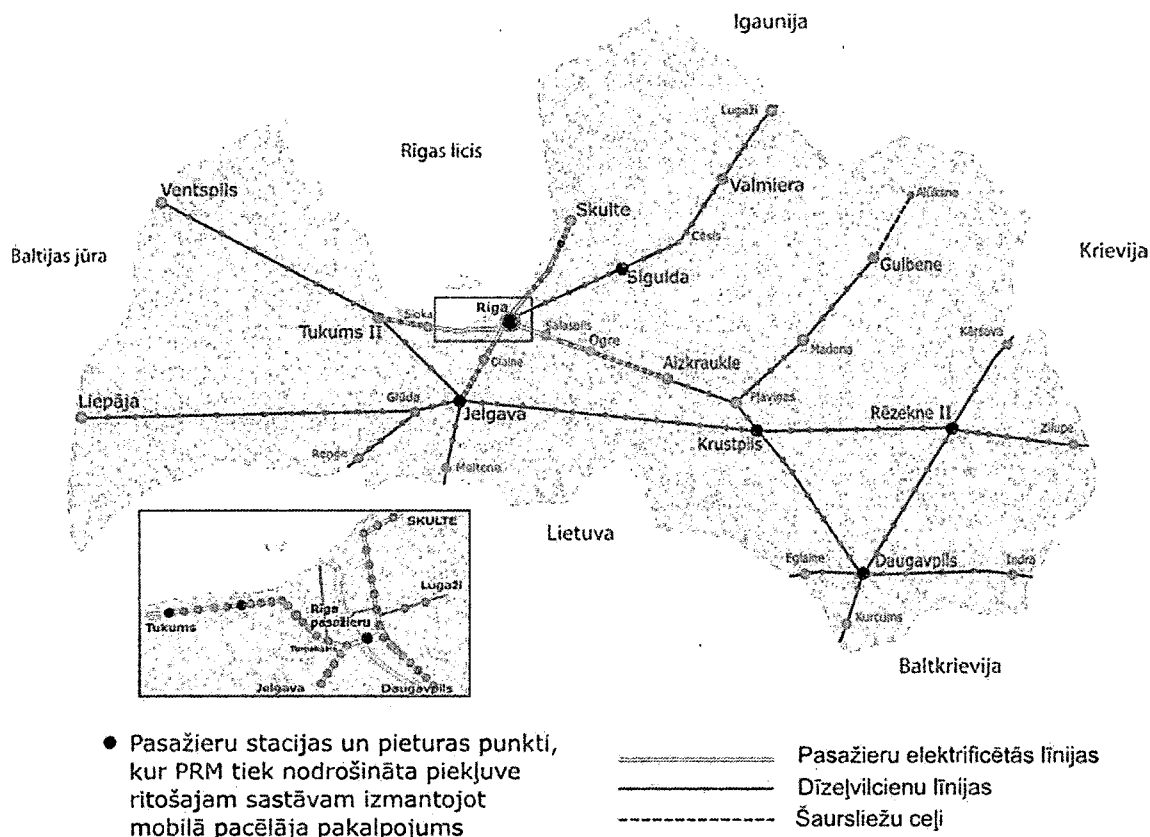 Igaunija
Lugaži
Rīgas līcis
Valmiera
Ventspils
Alūksne
Skulte
Cēsis
Krievija
Baltijas jūra
Gulbene
Sigulda
Rīga
Sloka
Tukums II
Salaspils
Ogre
Kārsava
Madona
Olaine
Aizkraukle
Liepāja
Glūda
Jelgava
Pļaviņas
Rēzekne II
Zilupe
Krustpils
Reņģe
Meitene
Lietuva
SKULTE
Eglaine
Daugavpils
Indra
Lugaži
Rīga
pasažieru
Tukums
Torņakalns
Kurcums
Jelgava
Daugavpils
Baltkrievija
● Pasažieru stacijas un pieturas punkti,
kur PRM tiek nodrošināta piekļuve
ritošajam sastāvam izmantojot
mobilā pacēlāja pakalpojums
Pasažieru elektrificētās līnijas
Dīzeļvilcienu līnijas
Šaursliežu ceļi